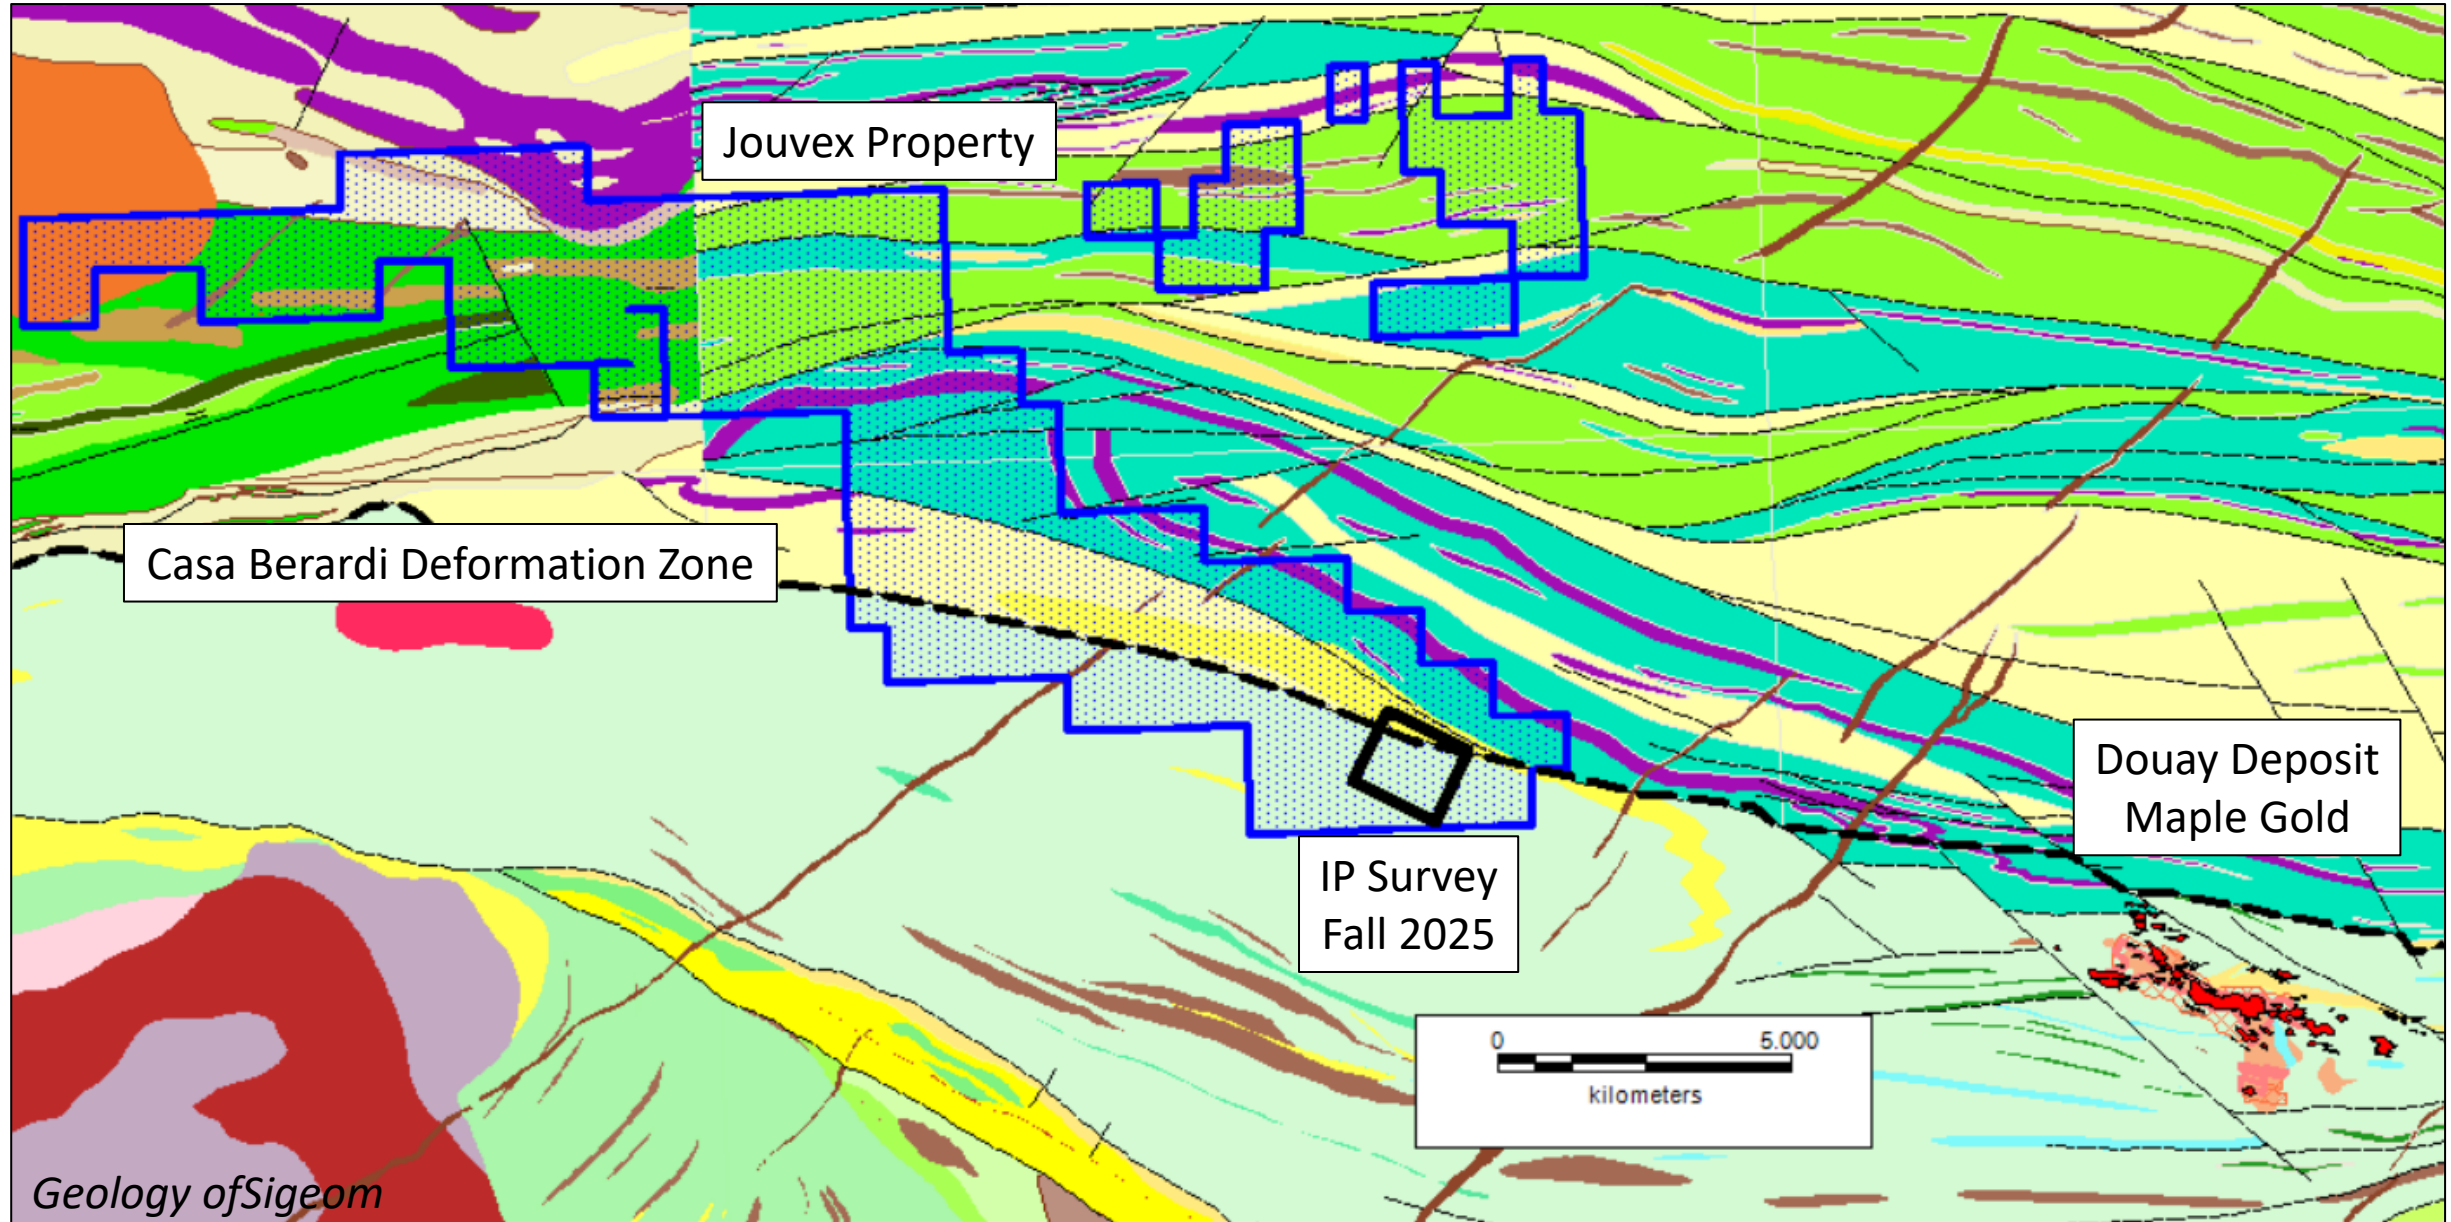 Jouvex Property
Casa Berardi Deformation Zone
Douay Deposit
Maple Gold
IP Survey
Fall 2025
0 5.000
kilometers
Geology ofSigeom